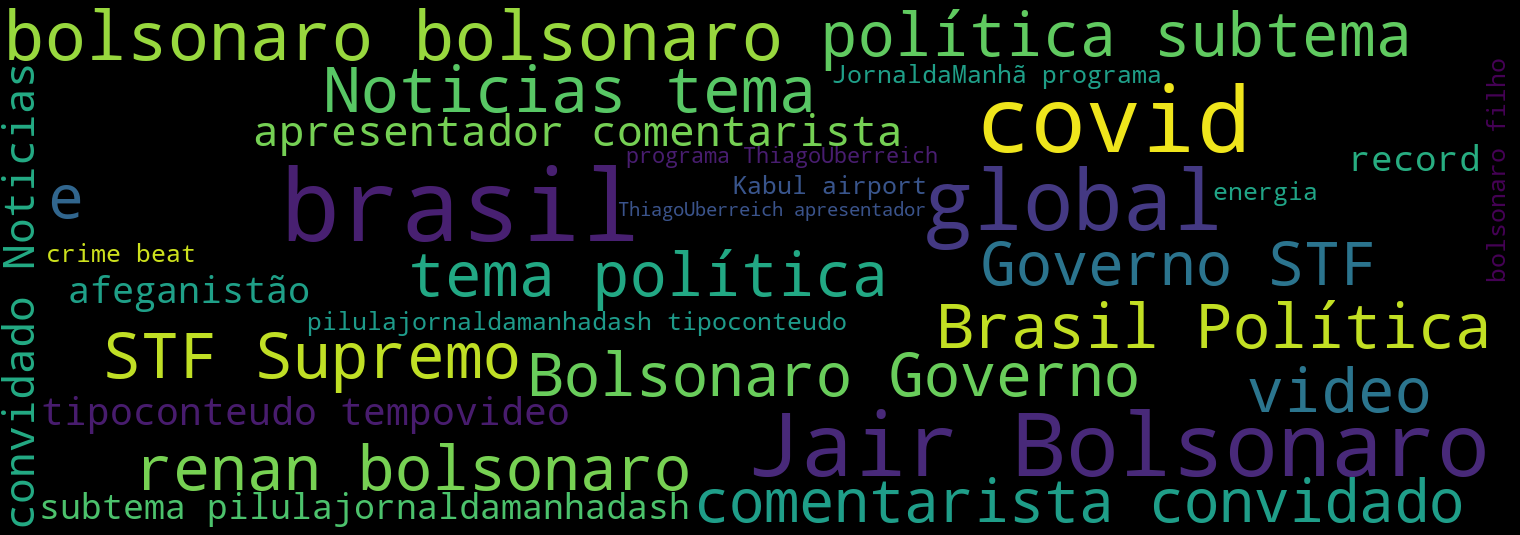 bolsonaro bolsonaro
política subtema
Noticias tema
JornaldaManhã programa
covid
apresentador comentarista
programa ThiagoUberreich
record
bolsonaro filho
convidado Noticias
brasil
Kabul airport
global
energia
e
ThiagoUberreich apresentador
crime beat
tema política
Governo STF
afeganistão
pilulajornaldamanhadash tipoconteudo
Brasil Política
STF Supremo
Bolsonaro Governo
video
tipoconteudo tempovideo
Jair Bolsonaro
renan bolsonaro
subtema pilulajornaldamanhadash
comentarista convidado